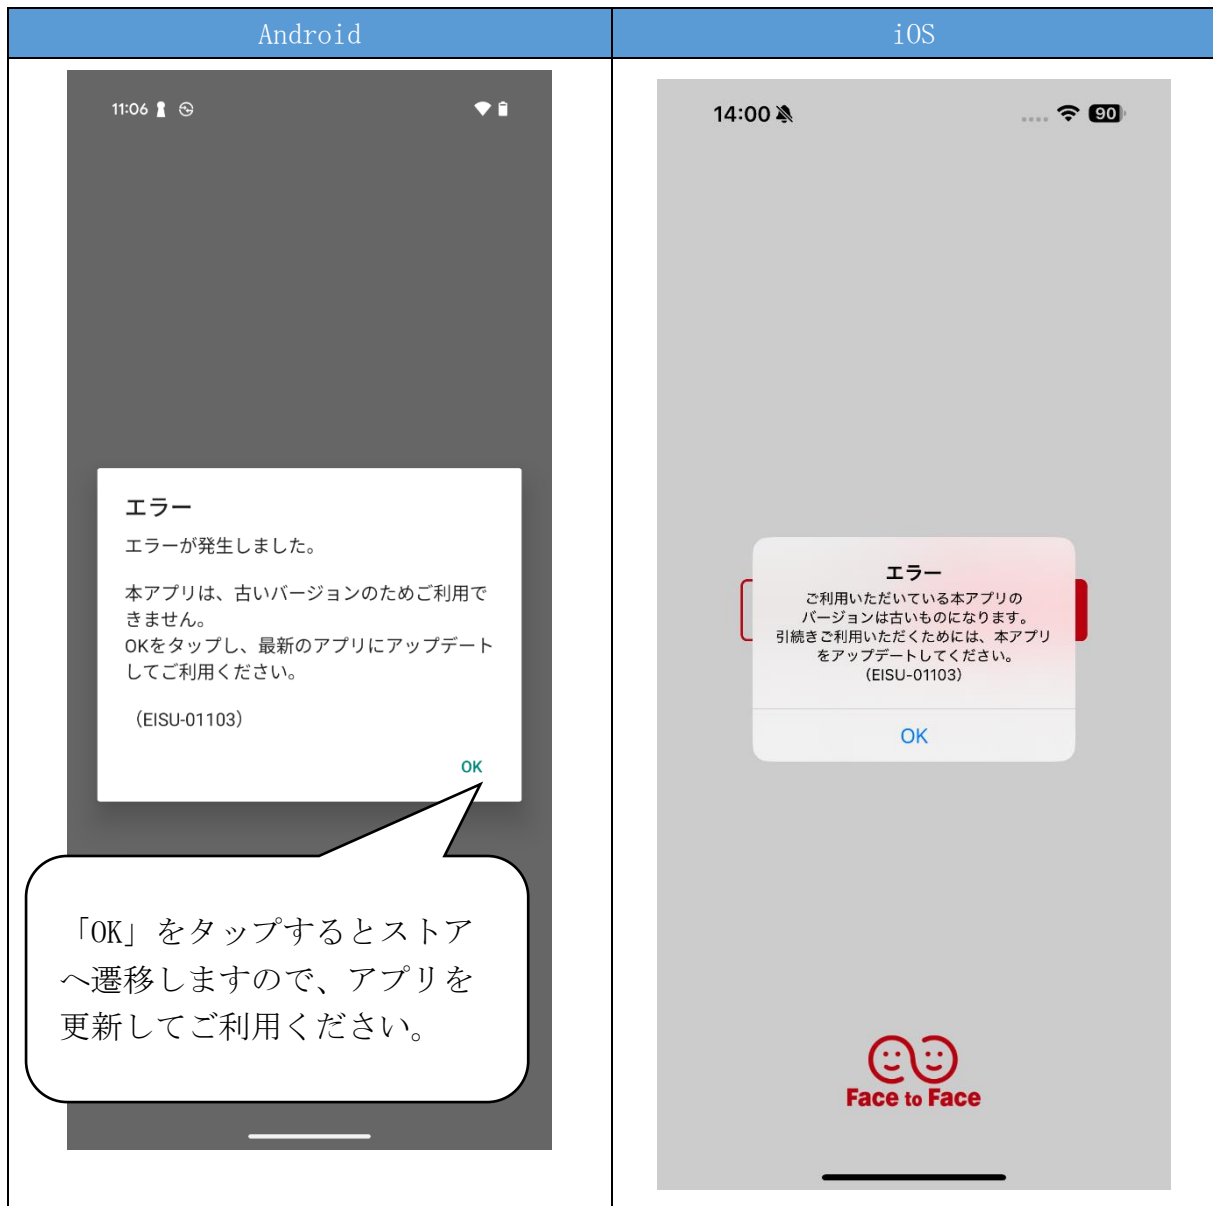 Android
iOS
11:06
エラー
エラーが発生しました。
本アプリは、古いバージョンのためご利用で
きません。
OKをタップし、最新のアプリにアップデート
してご利用ください。
（EISU-01103）
OK
「OK」をタップするとストア
へ遷移しますので、アプリを
更新してご利用ください。
14:00
90
エラー
ご利用いただいている本アプリの
バージョンは古いものになります。
引続きご利用いただくためには、本アプリ
をアップデートしてください。
（EISU-01103）
OK
Face to Face